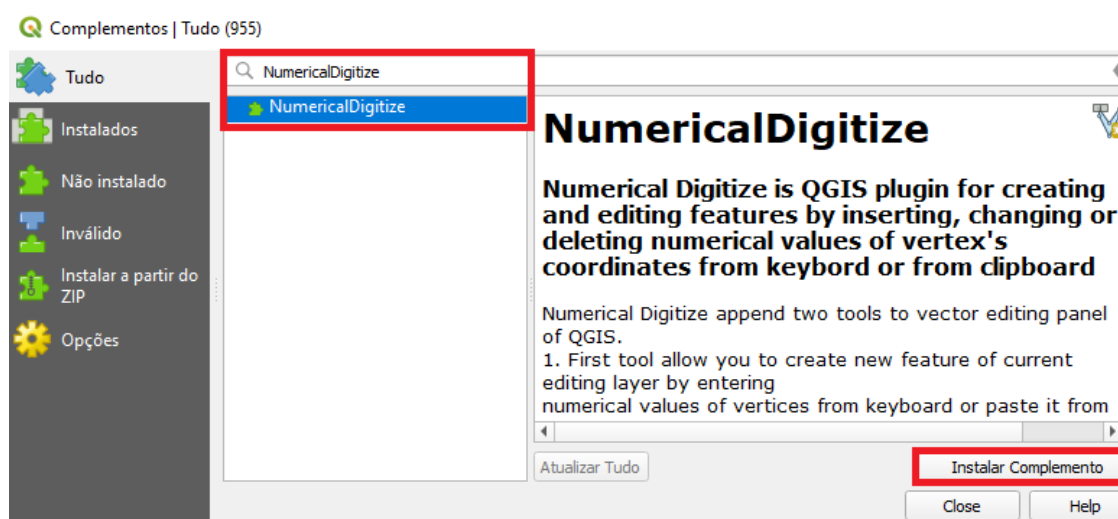 Complementos | Tudo (955)
Tudo
Instalados
Não instalado
Inválido
Instalar a partir do
ZIP
Opções
NumericalDigitize
NumericalDigitize
NumericalDigitize
Numerical Digitize is QGIS plugin for creating
and editing features by inserting, changing or
deleting numerical values of vertex's
coordinates from keybord or from clipboard
Numerical Digitize append two tools to vector editing panel
of QGIS.
1. First tool allow you to create new feature of current
editing layer by entering
numerical values of vertices from keyboard or paste it from
Atualizar Tudo
Instalar Complemento
Close
Help